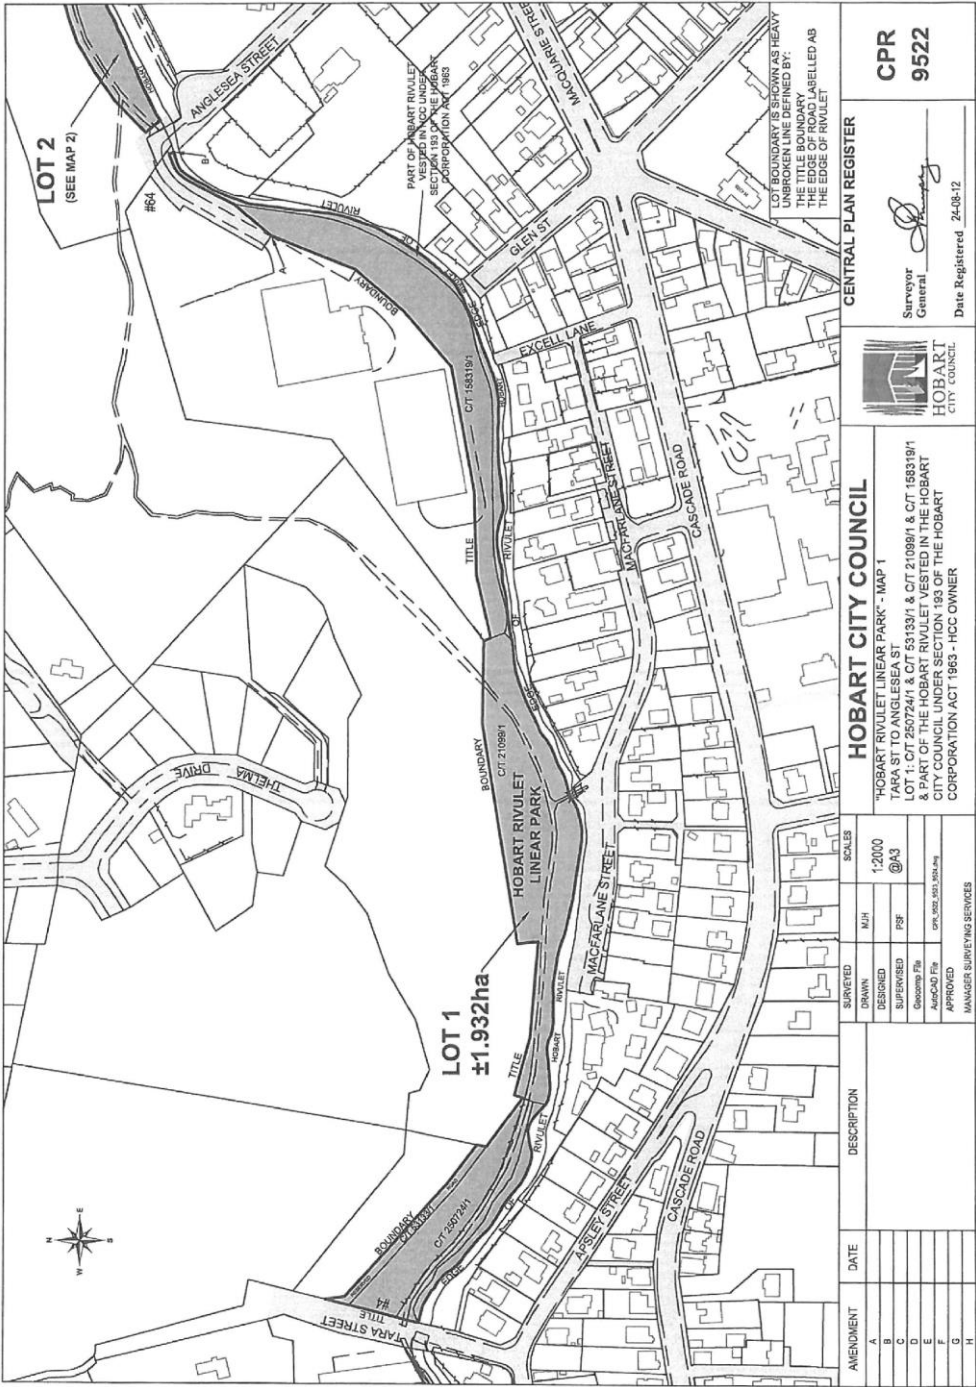 LOT 2
(SEE MAP 2)
ROAD
ANGLESEA STREET
#64
B
A
PART OF HOBART RIVULET
VESTED IN HCC UNDER
SECTION 193 OF THE HOBART
CORPORATION ACT 1963
MACQUARIE STREET
RIVULET
OF
EDGE
HOBART
BOUNDARY
GLEN ST
EXCELL LANE
C/T 158319/1
TITLE
RIVULET
OF
EDGE
MACFARLANE STREET
CASCADE ROAD
THELMA
DRIVE
BOUNDARY
C/T 21099/1
HOBART RIVULET
LINEAR PARK
MACFARLANE STREET
LOT 1
±1.932ha
TITLE
RIVULET
HOBART
RIVULET
OF
EDGE
BOUNDARY
C/T 53133/1
C/T 250724/1
#4
TITLE
TARA STREET
APSLEY STREET
CASCADE ROAD
N
E
S
W
LOT BOUNDARY IS SHOWN AS HEAVY
UNBROKEN LINE DEFINED BY:
THE TITLE BOUNDARY
THE EDGE OF ROAD LABELLED AB
THE EDGE OF RIVULET
AMENDMENT
DATE
DESCRIPTION
A
B
C
D
E
F
G
H
SURVEYED
DRAWN MJH
DESIGNED
SUPERVISED PSF
Geocomp File
AutoCAD File CPR_9522_9523_9524.dwg
APPROVED
MANAGER SURVEYING SERVICES
SCALES
1:2000
@A3
HOBART CITY COUNCIL
"HOBART RIVULET LINEAR PARK" - MAP 1
TARA ST TO ANGLESEA ST
LOT 1: C/T 250724/1 & C/T 53133/1 & C/T 21099/1 & C/T 158319/1
& PART OF THE HOBART RIVULET VESTED IN THE HOBART
CITY COUNCIL UNDER SECTION 193 OF THE HOBART
CORPORATION ACT 1963 - HCC OWNER
HOBART
CITY COUNCIL
CENTRAL PLAN REGISTER
Surveyor
General
Date Registered 24-08-12
CPR
9522